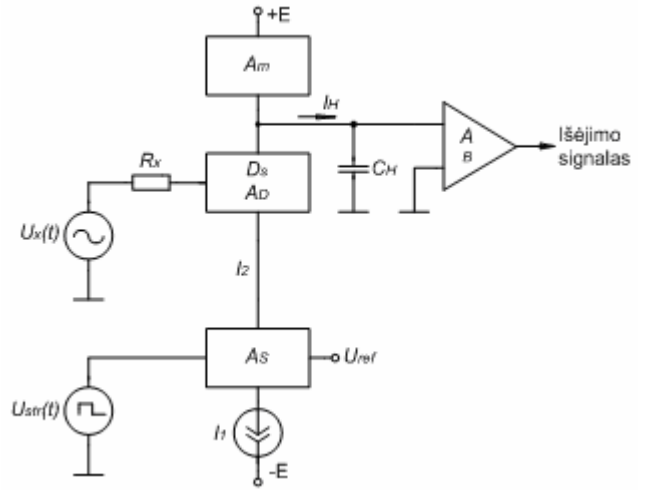 +E
Am
IH
Rx
Ds
AD
CH
A
B
Išėjimo
signalas
Ux(t)
I2
AS
Uref
Ustr(t)
I1
-E